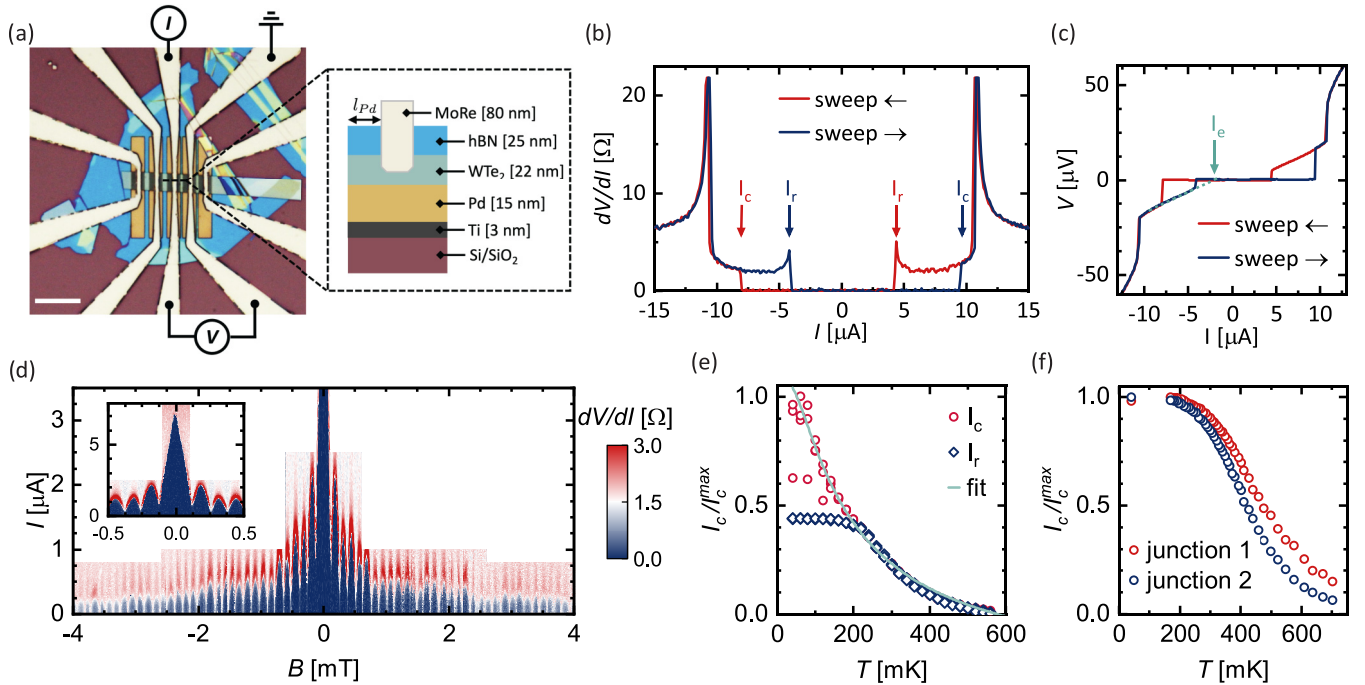 (a)
I
V
l_Pd
MoRe [80 nm]
hBN [25 nm]
WTe₂ [22 nm]
Pd [15 nm]
Ti [3 nm]
Si/SiO₂
(b)
dV/dI [Ω]
20
10
0
sweep ←
sweep →
I_c
I_r
I_r
I_c
-15
-10
-5
0
5
10
15
I [μA]
(c)
V [μV]
50
0
-50
I_e
sweep ←
sweep →
-10
-5
0
5
10
I [μA]
(d)
I [μA]
3
2
1
0
5
0
-0.5
0.0
0.5
-4
-2
0
2
4
B [mT]
dV/dI [Ω]
3.0
1.5
0.0
(e)
I_c/I_c^max
1.0
0.5
0.0
I_c
I_r
fit
0
200
400
600
T [mK]
(f)
I_c/I_c^max
1.0
0.5
0.0
junction 1
junction 2
0
200
400
600
T [mK]